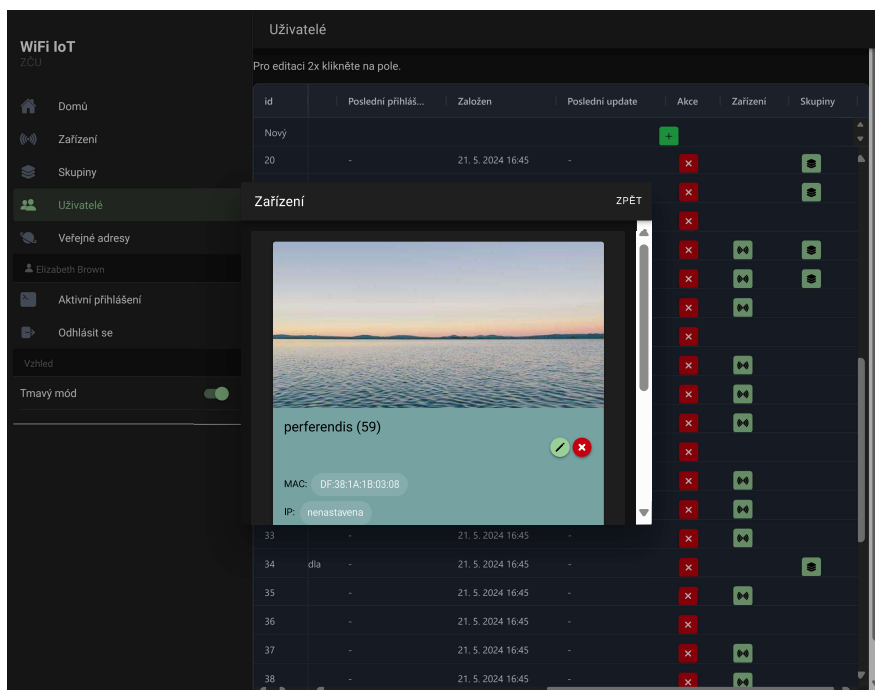 WiFi IoT
ZČU
Domů
Zařízení
Skupiny
Uživatelé
Veřejné adresy
Elizabeth Brown
Aktivní přihlášení
Odhlásit se
Vzhled
Tmavý mód
Uživatelé
Pro editaci 2x klikněte na pole.
id Poslední přihláš... Založen Poslední update Akce Zařízení Skupiny
Nový
20 - 21. 5. 2024 16:45 -
Zařízení ZPĚT
perferendis (59)
MAC: DF:38:1A:1B:03:08
IP: nenastavena
33 - 21. 5. 2024 16:45 -
34 dla - 21. 5. 2024 16:45 -
35 - 21. 5. 2024 16:45 -
36 - 21. 5. 2024 16:45 -
37 - 21. 5. 2024 16:45 -
38 - 21. 5. 2024 16:45 -